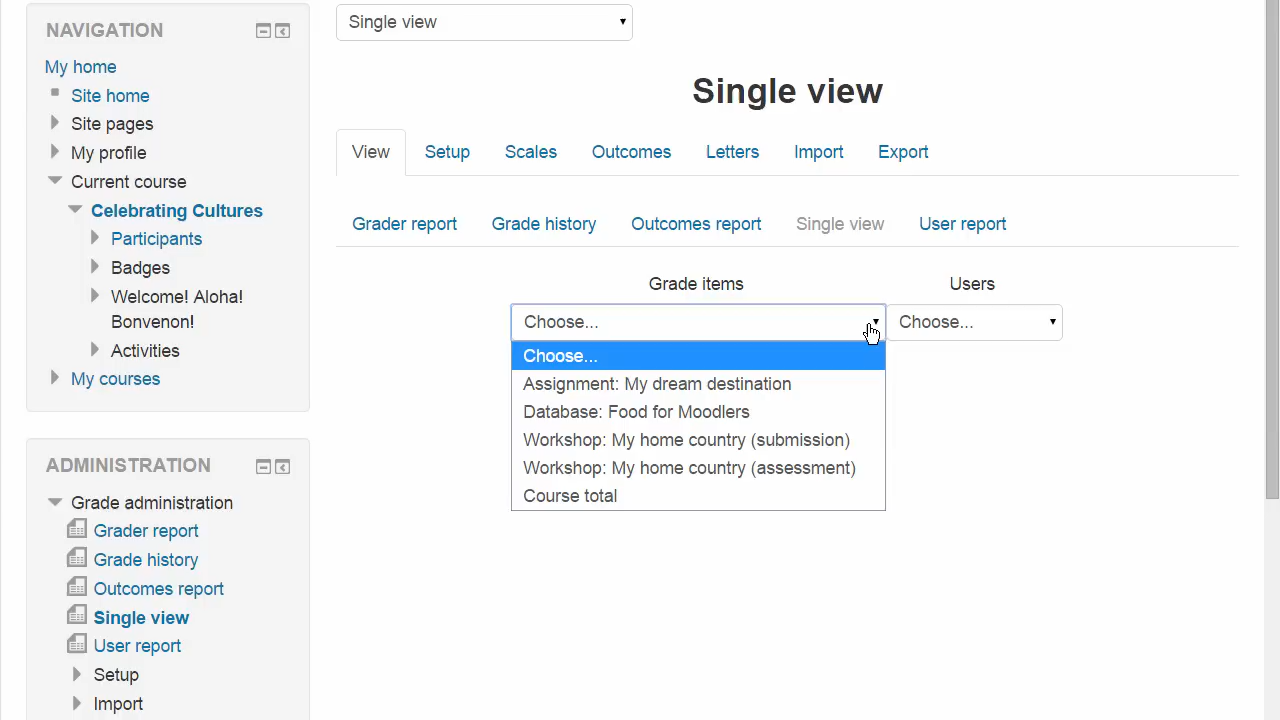 NAVIGATION
My home
Site home
Site pages
My profile
Current course
Celebrating Cultures
Participants
Badges
Welcome! Aloha!
Bonvenon!
Activities
My courses
ADMINISTRATION
Grade administration
Grader report
Grade history
Outcomes report
Single view
User report
Setup
Import
Single view
Single view
View Setup Scales Outcomes Letters Import Export
Grader report Grade history Outcomes report Single view User report
Grade items Users
Choose... Choose...
Choose...
Assignment: My dream destination
Database: Food for Moodlers
Workshop: My home country (submission)
Workshop: My home country (assessment)
Course total